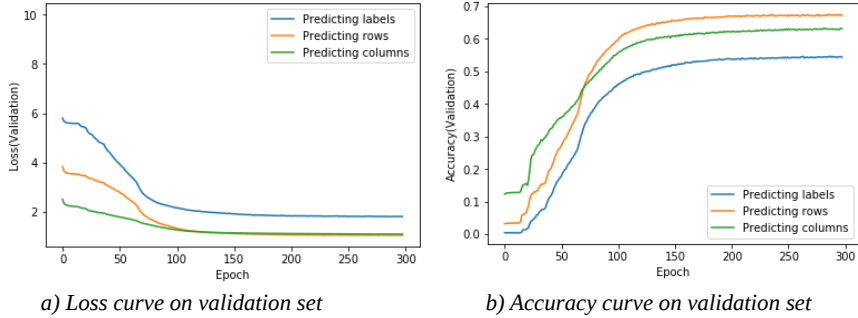 10
8
6
4
2
0
50
100
150
200
250
300
Loss(Validation)
Epoch
Predicting labels
Predicting rows
Predicting columns
a) Loss curve on validation set
0.7
0.6
0.5
0.4
0.3
0.2
0.1
0.0
0
50
100
150
200
250
300
Accuracy(Validation)
Epoch
Predicting labels
Predicting rows
Predicting columns
b) Accuracy curve on validation set